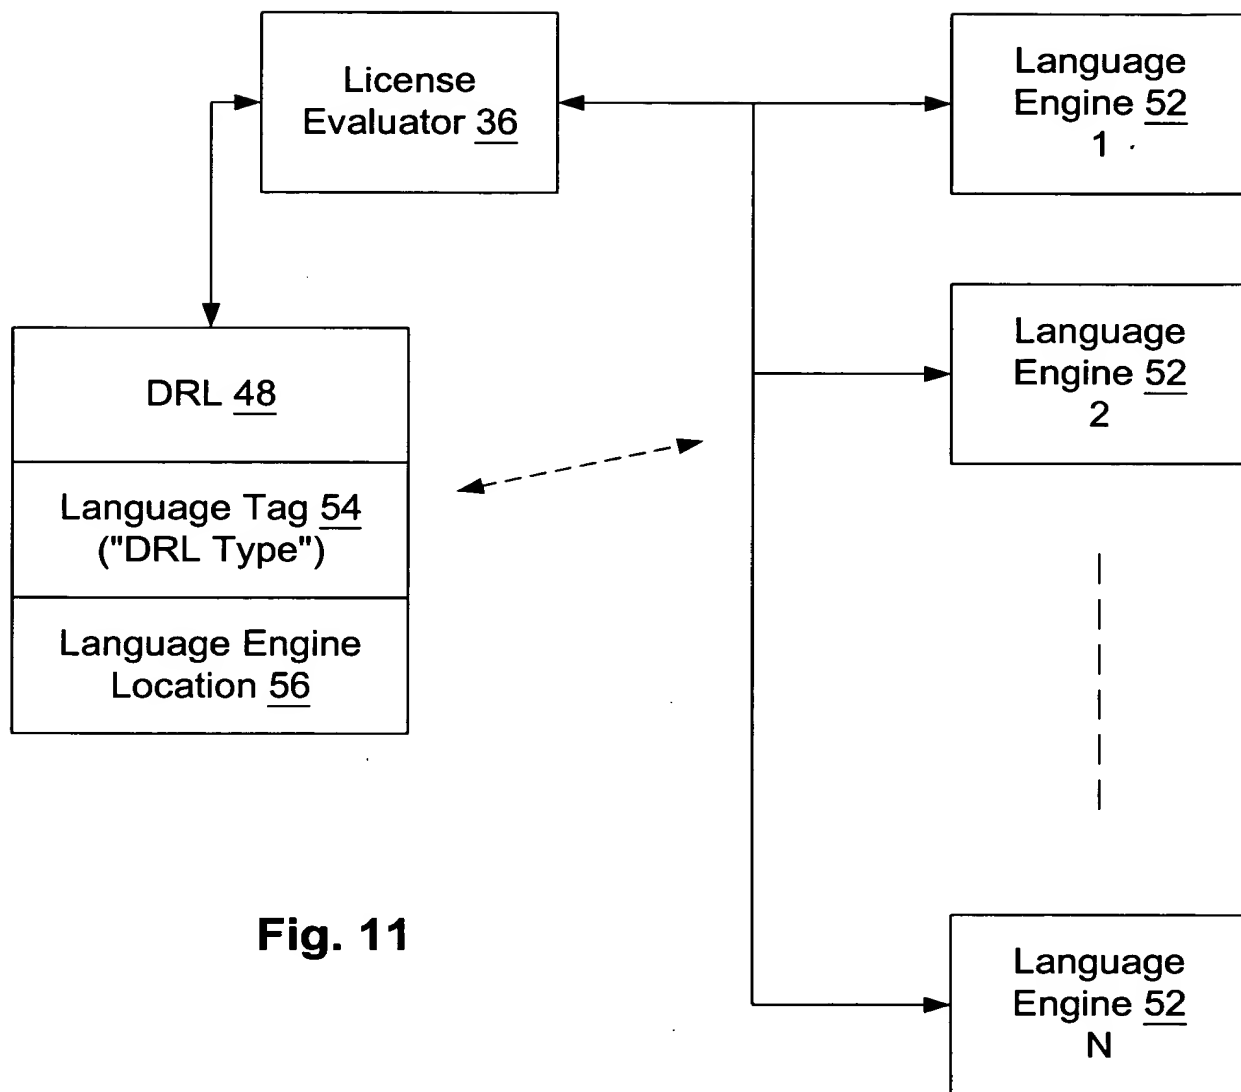 License
Evaluator 36
Language
Engine 52
1
Language
Engine 52
2
DRL 48
Language Tag 54
("DRL Type")
Language Engine
Location 56
Fig. 11
Language
Engine 52
N